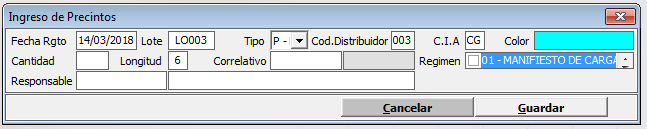 Ingreso de Precintos
Fecha Rgto 14/03/2018 Lote LO003 Tipo P - Cod.Distribuidor 003 C.I.A CG Color
Cantidad Longitud 6 Correlativo Regimen 01 - MANIFIESTO DE CARGA
Responsable
Cancelar Guardar